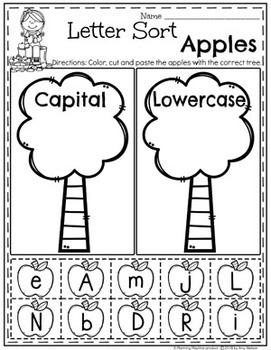 Name
Letter Sort
Apples
Directions: Color, cut and paste the apples with the correct tree.
Capital Lowercase
e A m J L
N b D R i